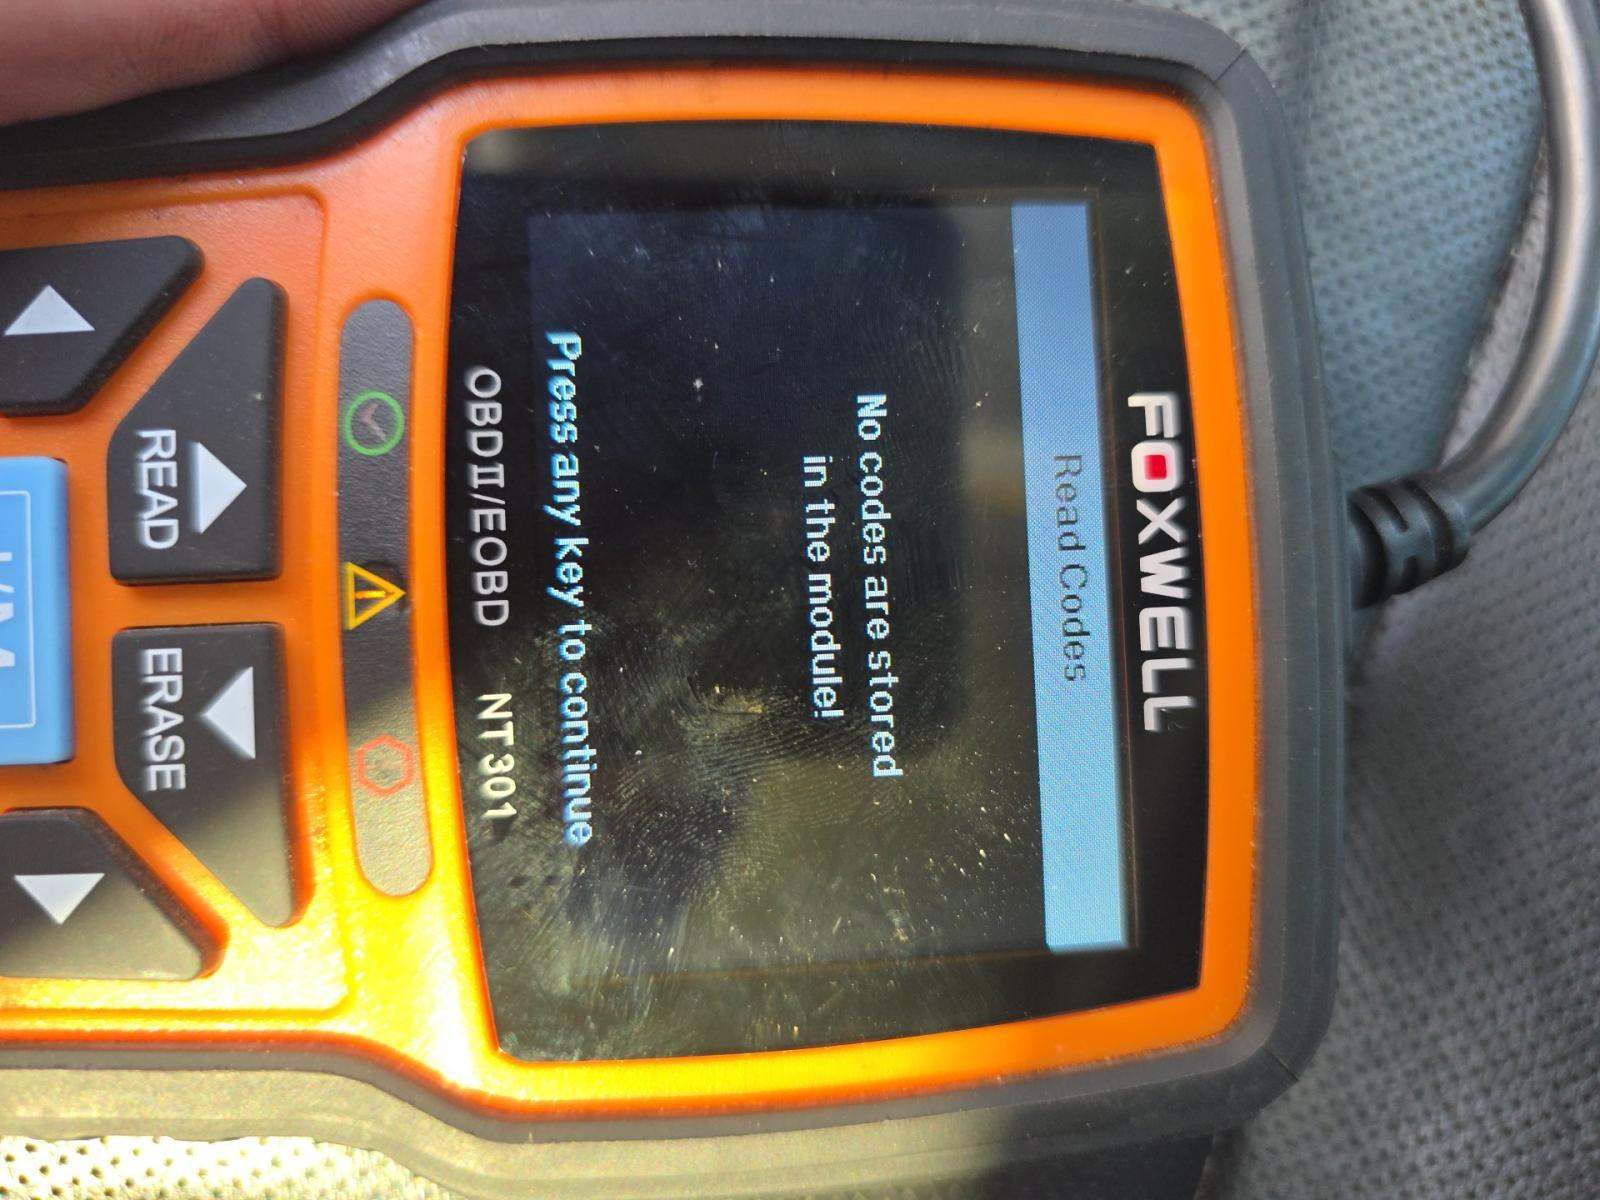 FOXWELL
Read Codes
No codes are stored
in the module!
Press any key to continue
OBDII/EOBD NT301
READ
ERASE
I/M